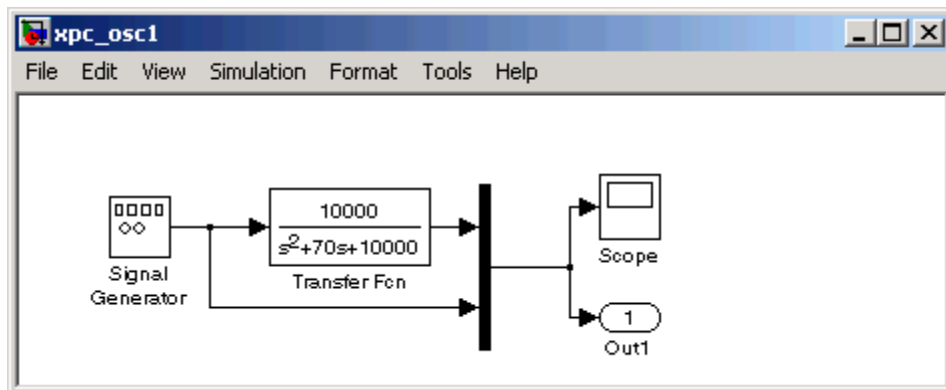 xpc_osc1
File Edit View Simulation Format Tools Help
10000
s²+70s+10000
Transfer Fcn
Signal
Generator
Scope
1
Out1